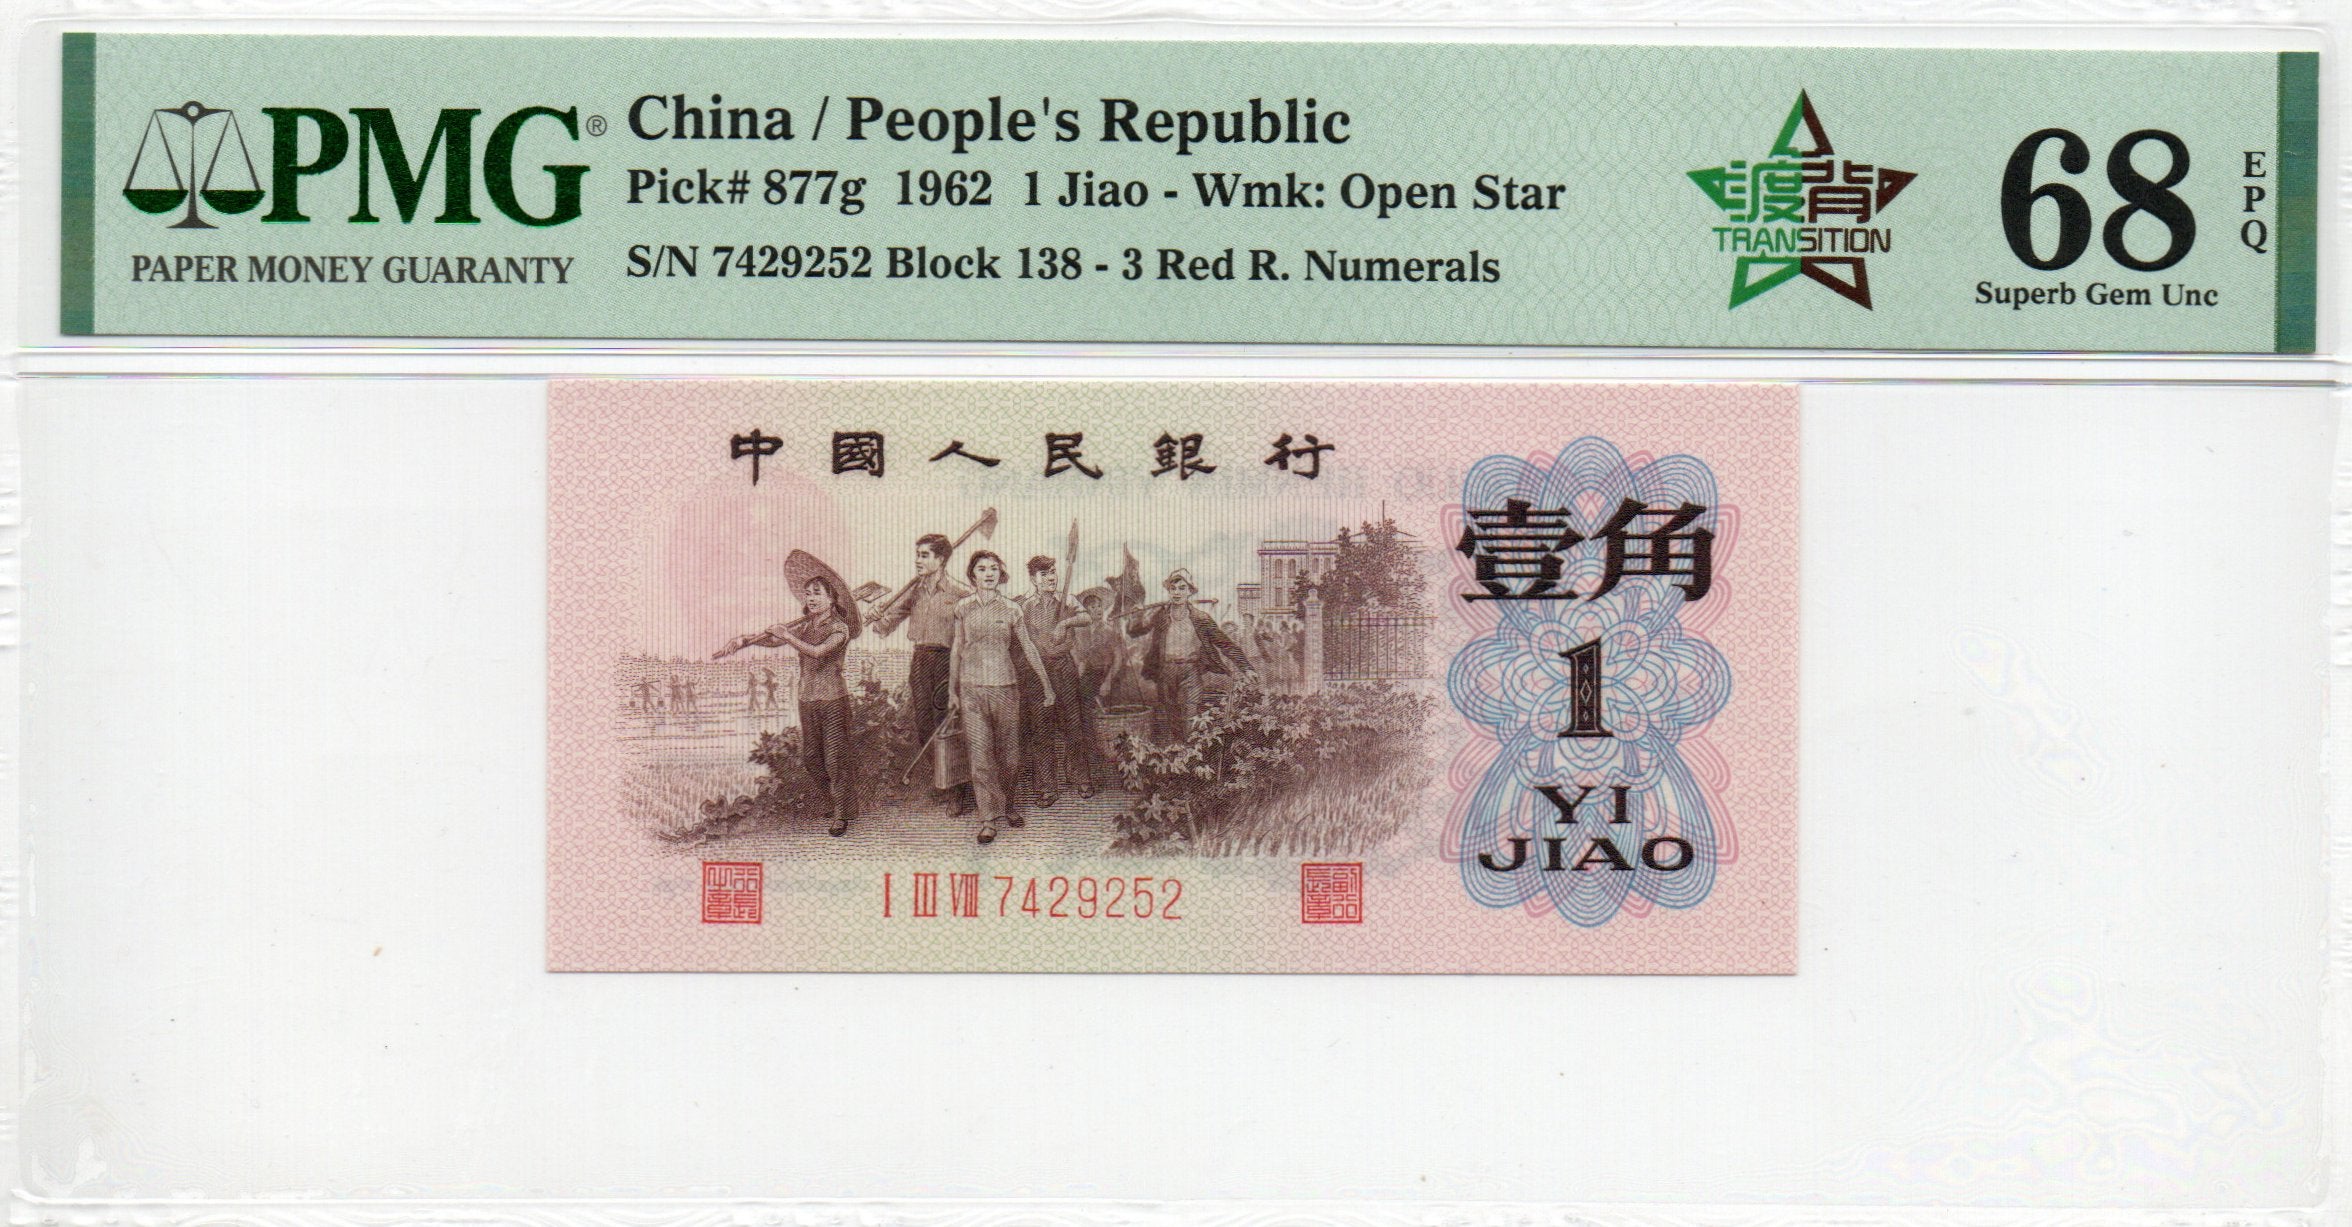 PMG®
PAPER MONEY GUARANTY
China / People's Republic
Pick# 877g 1962 1 Jiao - Wmk: Open Star
S/N 7429252 Block 138 - 3 Red R. Numerals
渡背
TRANSITION
68
EPQ
Superb Gem Unc
中國人民銀行
壹角
1
YI
JIAO
I III VIII 7429252